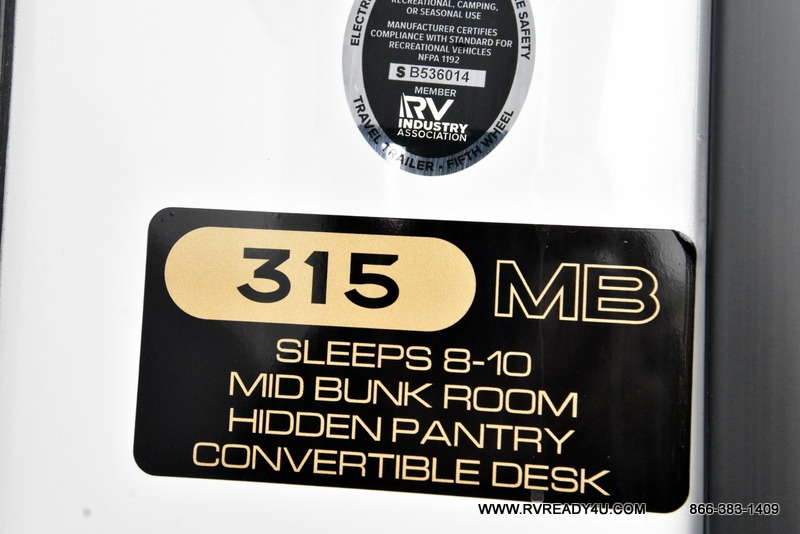 RECREATIONAL, CAMPING,
OR SEASONAL USE
MANUFACTURER CERTIFIES
COMPLIANCE WITH STANDARD FOR
RECREATIONAL VEHICLES
NFPA 1192
S B536014
MEMBER
RV
INDUSTRY
ASSOCIATION
SAFETY
TRAVEL TRAILER - FIFTH WHEEL
315 MB
SLEEPS 8-10
MID BUNK ROOM
HIDDEN PANTRY
CONVERTIBLE DESK
WWW.RVREADY4U.COM 866-383-1409